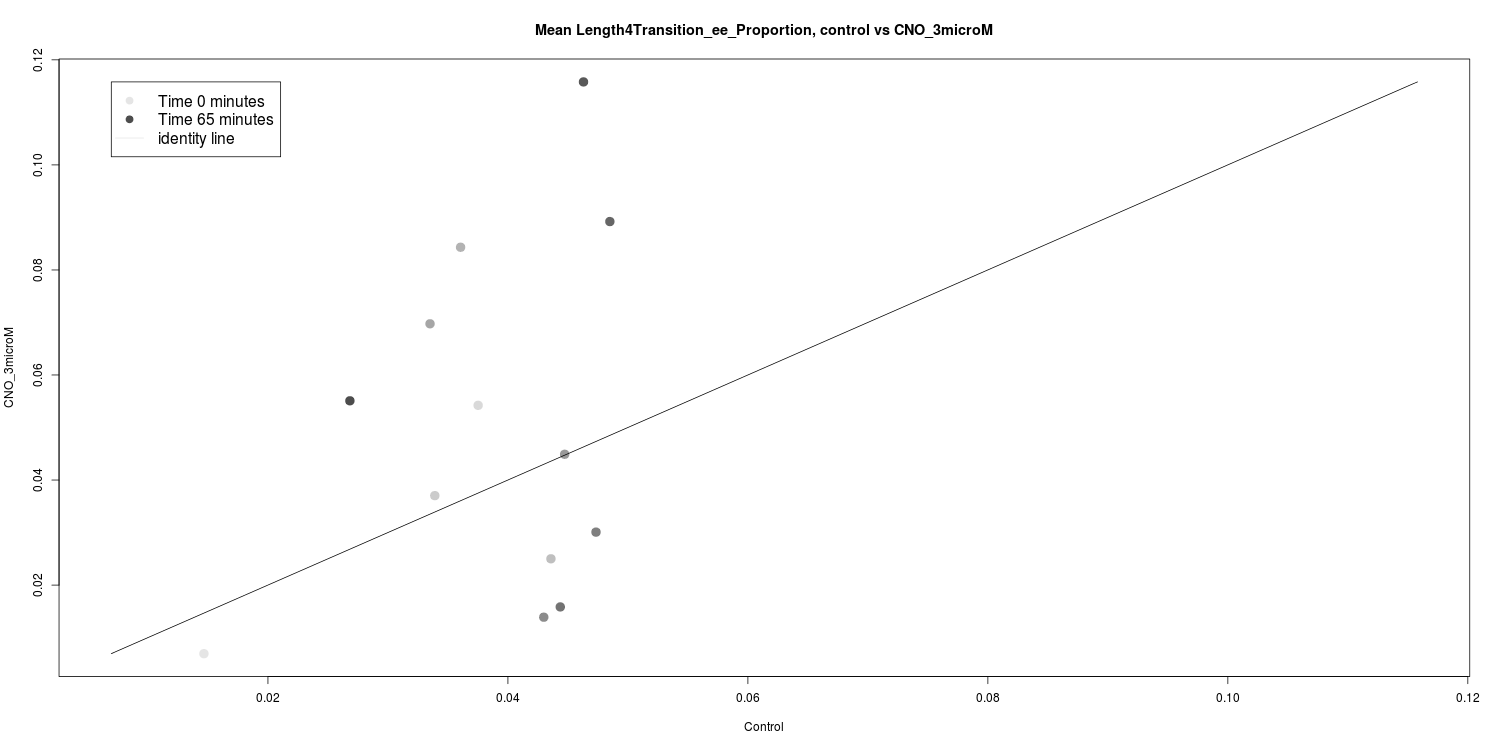 Mean Length4Transition_ee_Proportion, control vs CNO_3microM
Time 0 minutes
Time 65 minutes
identity line
0.12
0.10
0.08
0.06
0.04
0.02
CNO_3microM
0.02
0.04
0.06
0.08
0.10
0.12
Control